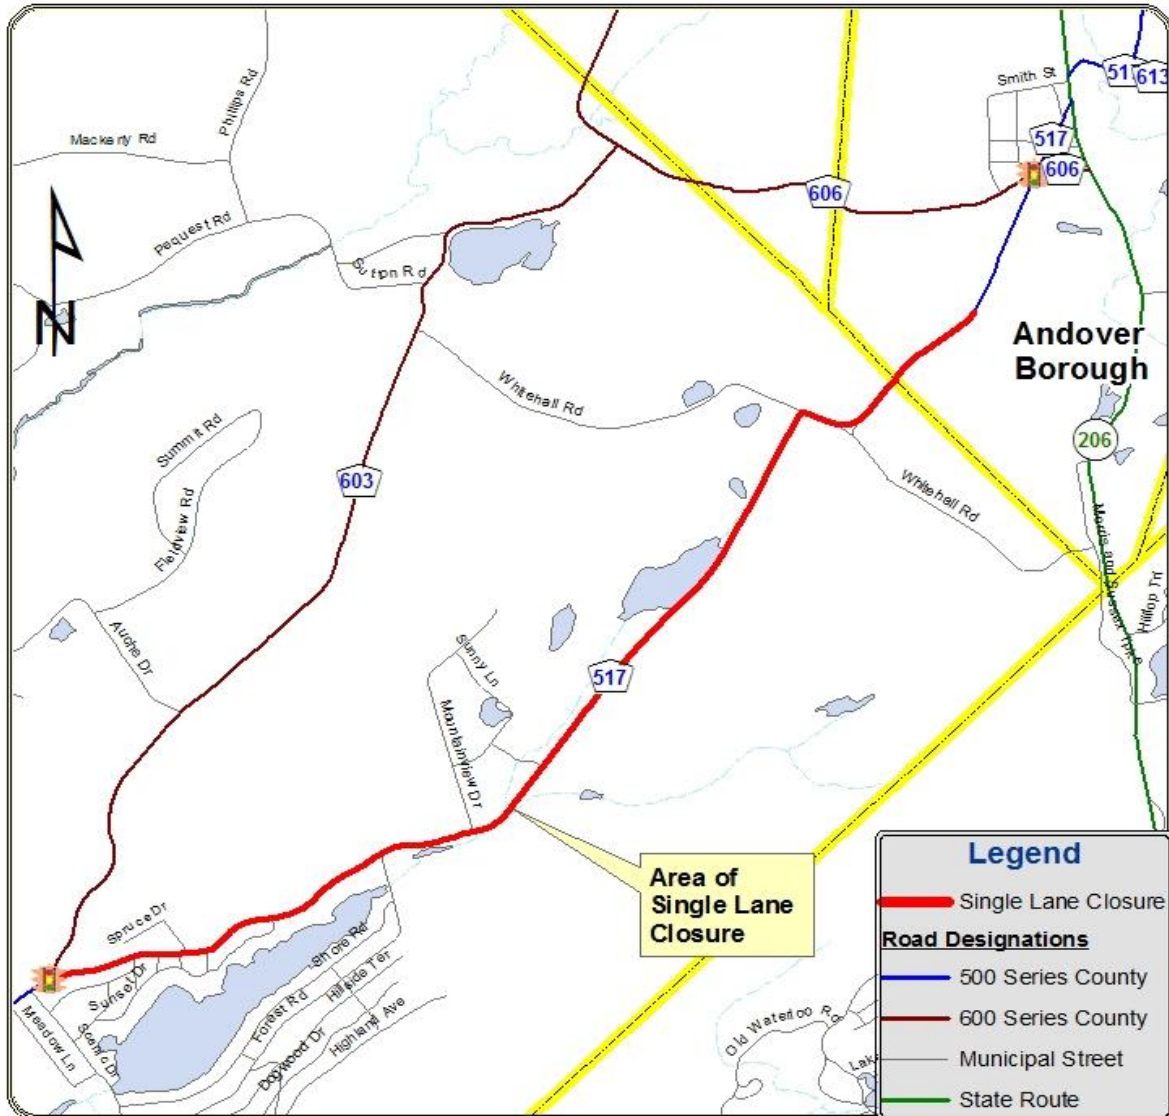 Smith St
517
613
Phillips Rd
Mackerly Rd
517
606
606
Pequest Rd
Sutton Rd
N
Andover
Borough
Whitehall Rd
Summit Rd
206
603
Whitehall Rd
Fieldview Rd
Morris and Sussex Tpke
Hilltop Trl
Auche Dr
Sunny Ln
517
Mountainview Dr
Area of
Single Lane
Closure
Legend
Single Lane Closure
Road Designations
500 Series County
600 Series County
Municipal Street
State Route
Spruce Dr
Shore Rd
Sunset Dr
Hillside Ter
Forest Rd
Meadow Ln
Scenic Dr
Highland Ave
Dogwood Dr
Old Waterloo Rd